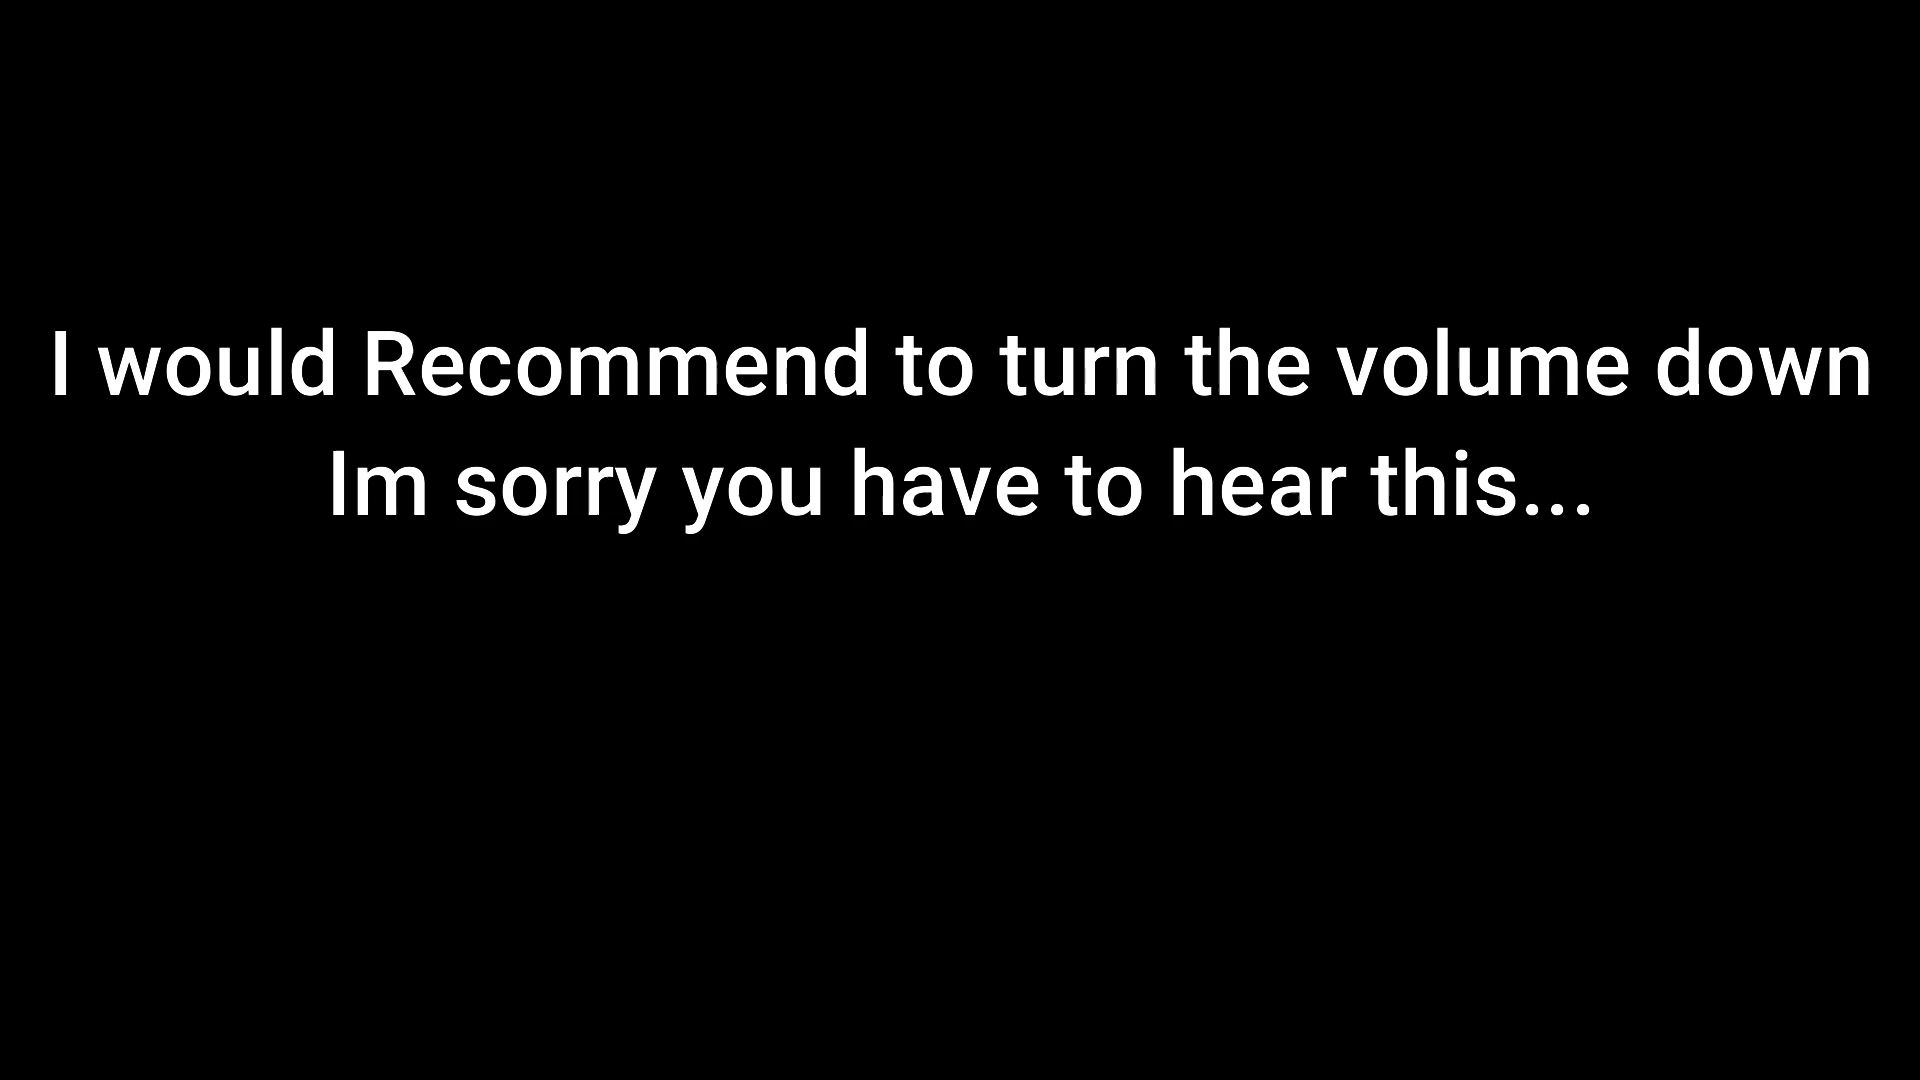 I would Recommend to turn the volume down
Im sorry you have to hear this...